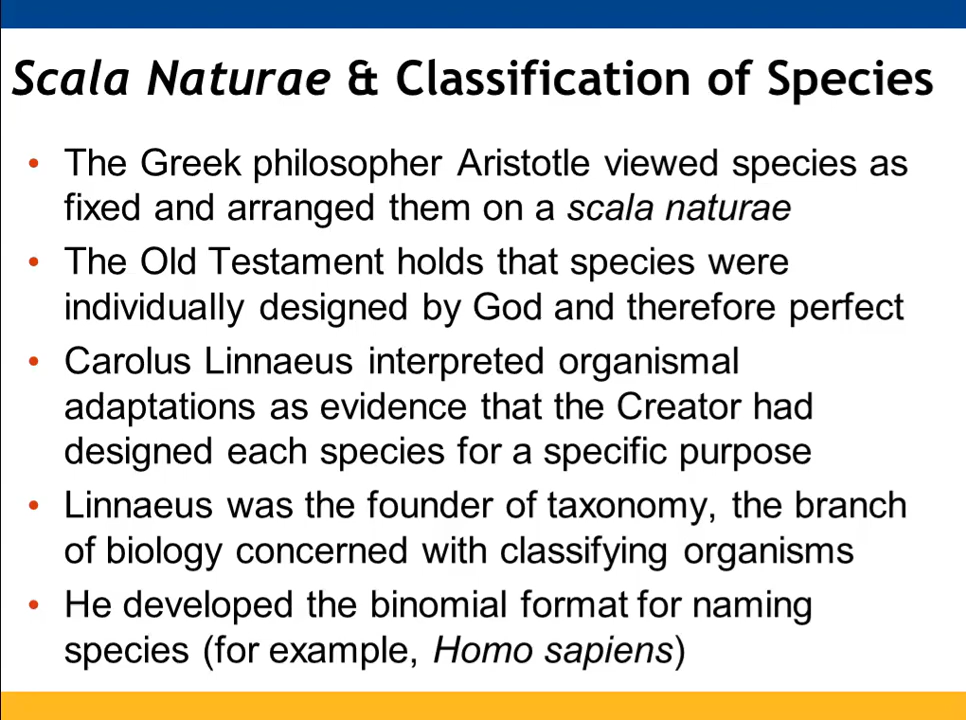 Scala Naturae & Classification of Species
• The Greek philosopher Aristotle viewed species as
fixed and arranged them on a scala naturae
• The Old Testament holds that species were
individually designed by God and therefore perfect
• Carolus Linnaeus interpreted organismal
adaptations as evidence that the Creator had
designed each species for a specific purpose
• Linnaeus was the founder of taxonomy, the branch
of biology concerned with classifying organisms
• He developed the binomial format for naming
species (for example, Homo sapiens)